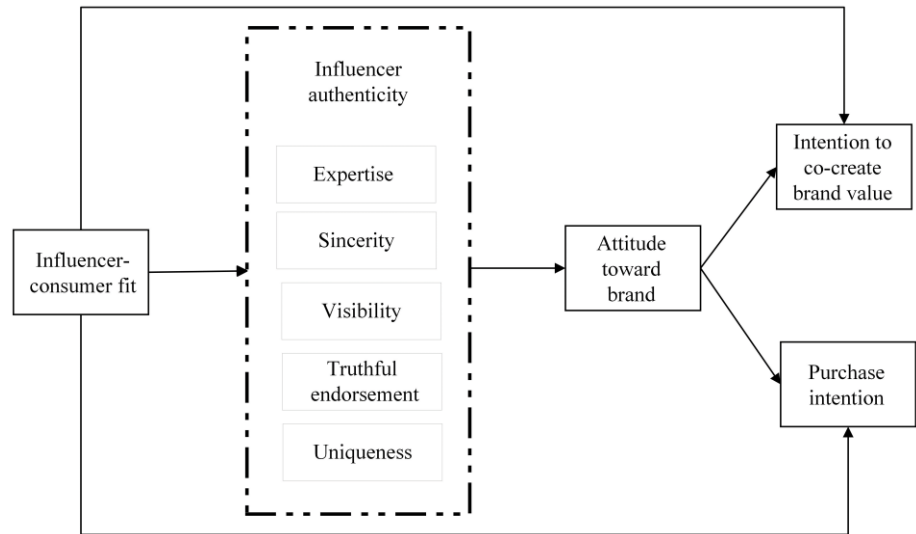 Influencer
authenticity
Expertise
Sincerity
Visibility
Truthful
endorsement
Uniqueness
Influencer-
consumer fit
Attitude
toward
brand
Intention to
co-create
brand value
Purchase
intention